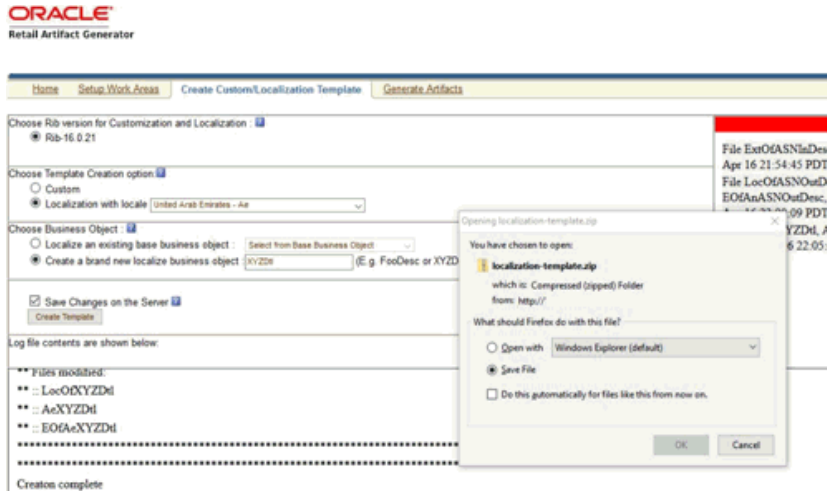 ORACLE
Retail Artifact Generator
Home Setup Work Areas Create Custom/Localization Template Generate Artifacts
Choose Rib version for Customization and Localization :
Rib-16.0.21
Choose Template Creation option:
Custom
Localization with locale United Arab Emirates - Ae
Choose Business Object :
Localize an existing base business object : Select from Base Business Object
Create a brand new localize business object (E.g. FooDesc or XYZD
Save Changes on the Server
Create Template
Log file contents are shown below:
** Files modified:
** :: LocOfXYZDtl
** :: AeXYZDtl
** :: EOfAeXYZDtl
Creaton complete
File ExtOfASNInDes
Apr 16 21:54:45 PDT
File LocOfASNOutD
EOfAnASNOutDesc,
:09 PDT
YZDtl, A
6 22:05:
Opening localization-template.zip
You have chosen to open:
localization-template.zip
which is: Compressed (zipped) Folder
from: http://'
What should Firefox do with this file?
Open with Windows Explorer (default)
Save File
Do this automatically for files like this from now on.
OK Cancel